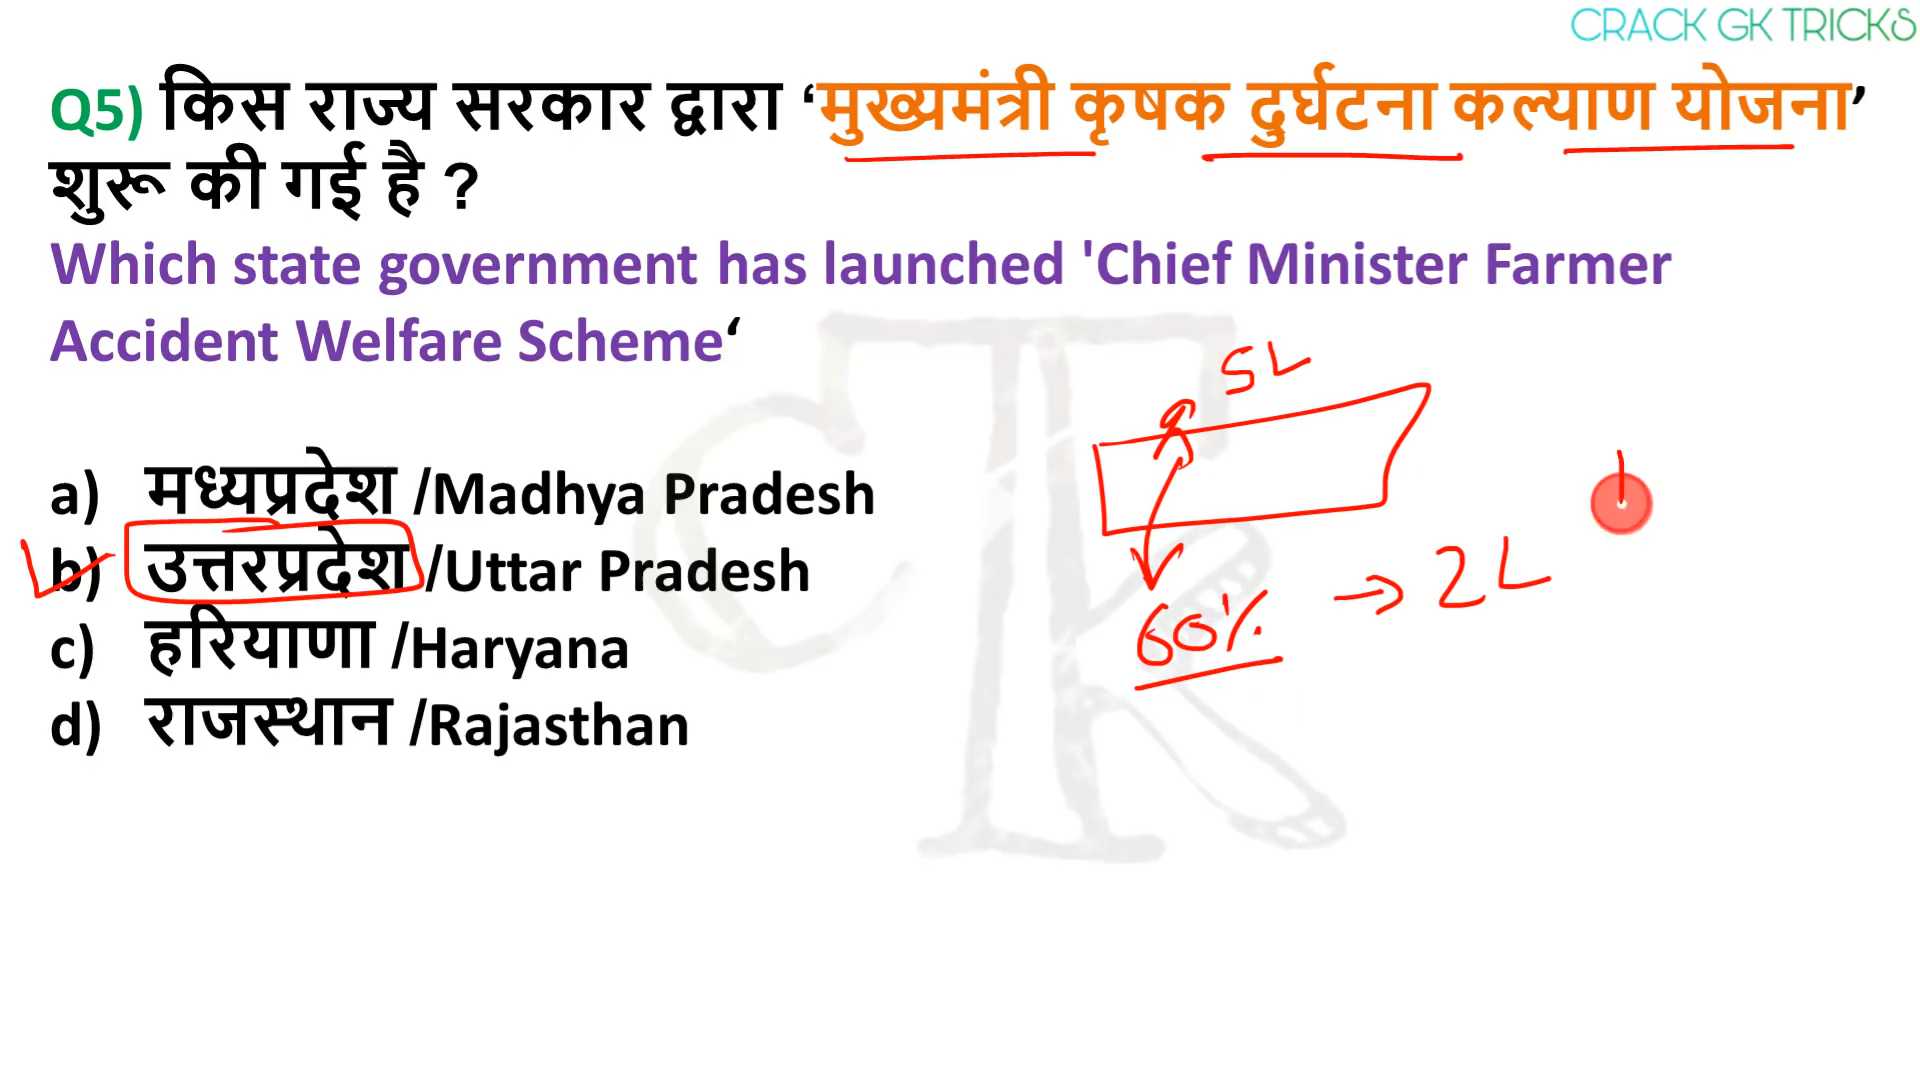 CRACK GK TRICKS
Q5) किस राज्य सरकार द्वारा ‘मुख्यमंत्री कृषक दुर्घटना कल्याण योजना’
शुरू की गई है ?
Which state government has launched 'Chief Minister Farmer
Accident Welfare Scheme‘
5L
a) मध्यप्रदेश /Madhya Pradesh
b) उत्तरप्रदेश /Uttar Pradesh
60% → 2L
c) हरियाणा /Haryana
d) राजस्थान /Rajasthan